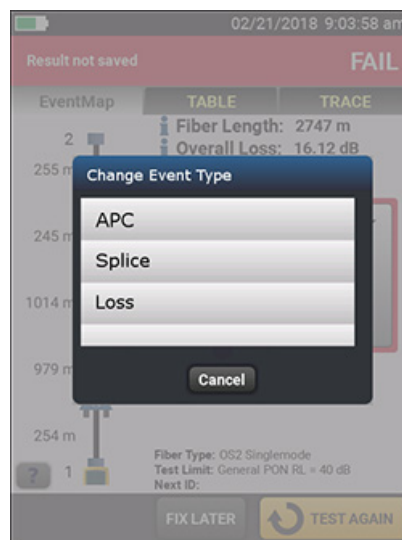 02/21/2018 9:03:58 am
Result not saved
FAIL
EventMap
TABLE
TRACE
Fiber Length: 2747 m
Overall Loss: 16.12 dB
2
255 m
Change Event Type
APC
245 m
Splice
Loss
1014 m
979 m
Cancel
254 m
Fiber Type: OS2 Singlemode
Test Limit: General PON RL = 40 dB
Next ID:
? 1
FIX LATER
TEST AGAIN